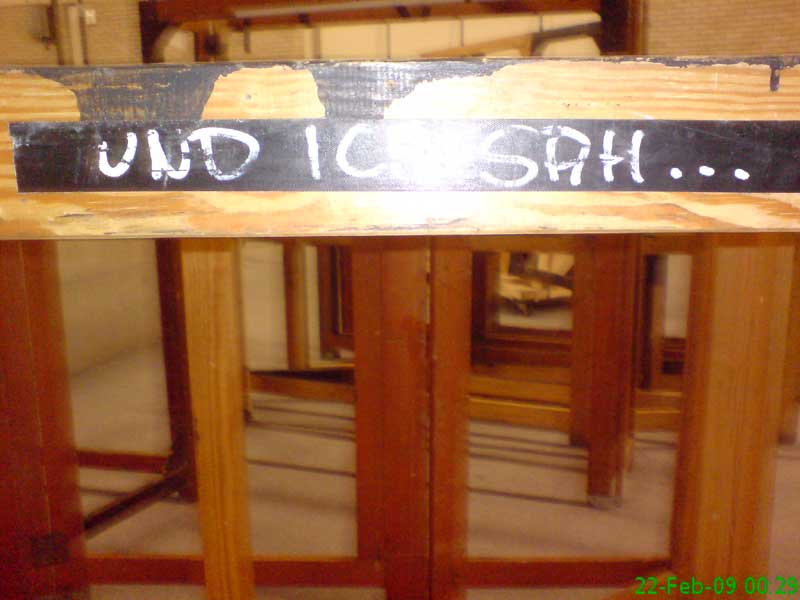 UND ICH SAH...
22-Feb-09 00:29